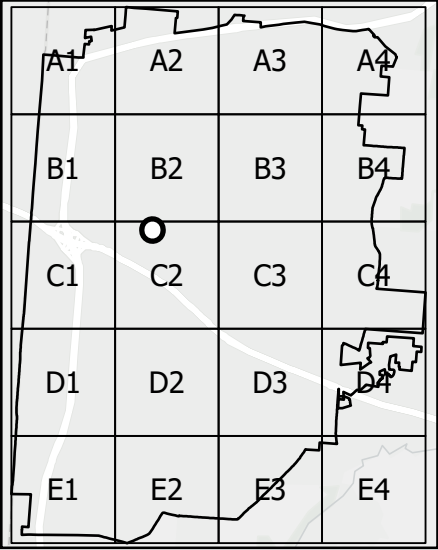 A1 A2 A3 A4
B1 B2 B3 B4
C1 C2 C3 C4
D1 D2 D3 D4
E1 E2 E3 E4